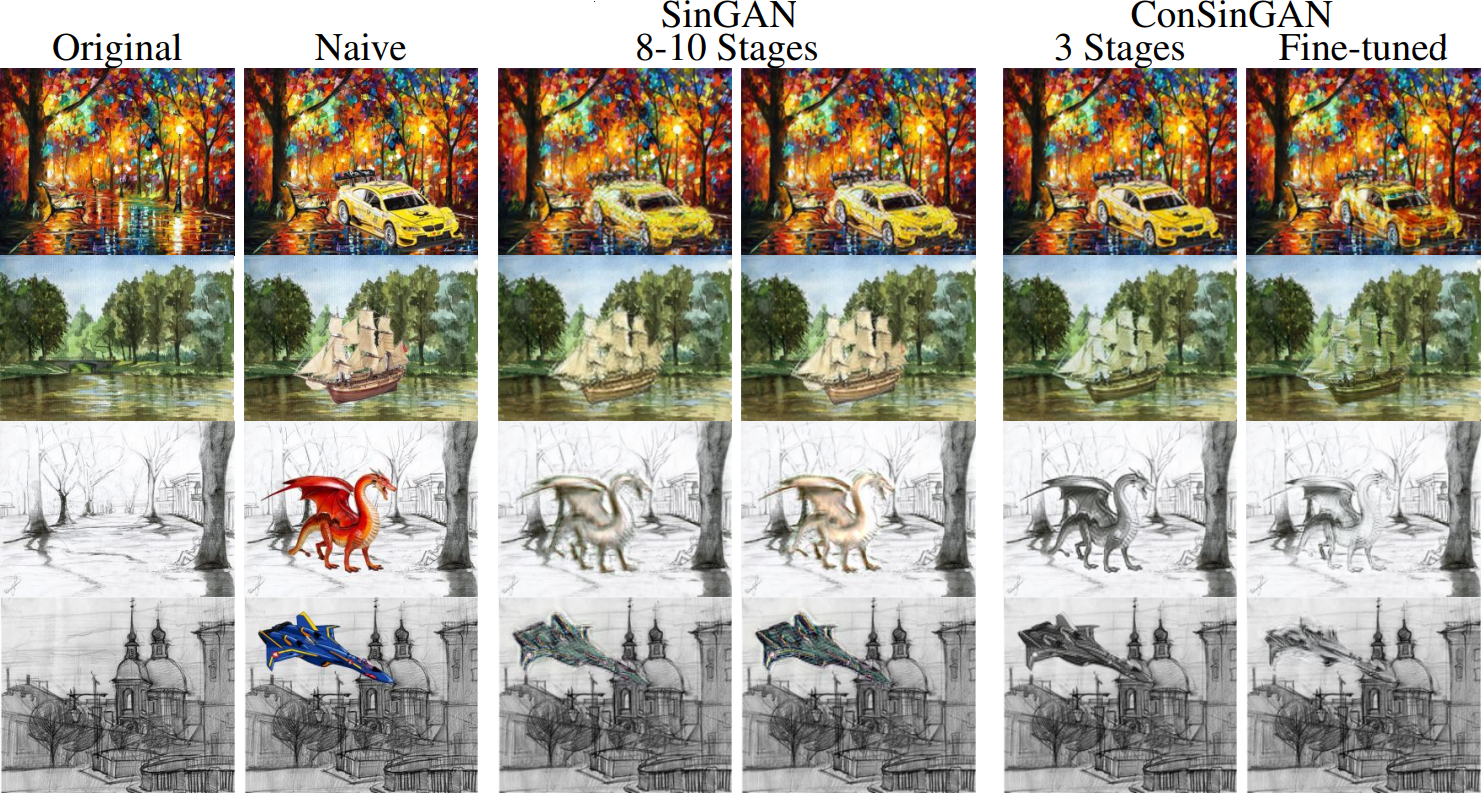 SinGAN
ConSinGAN
Original
Naive
8-10 Stages
3 Stages
Fine-tuned